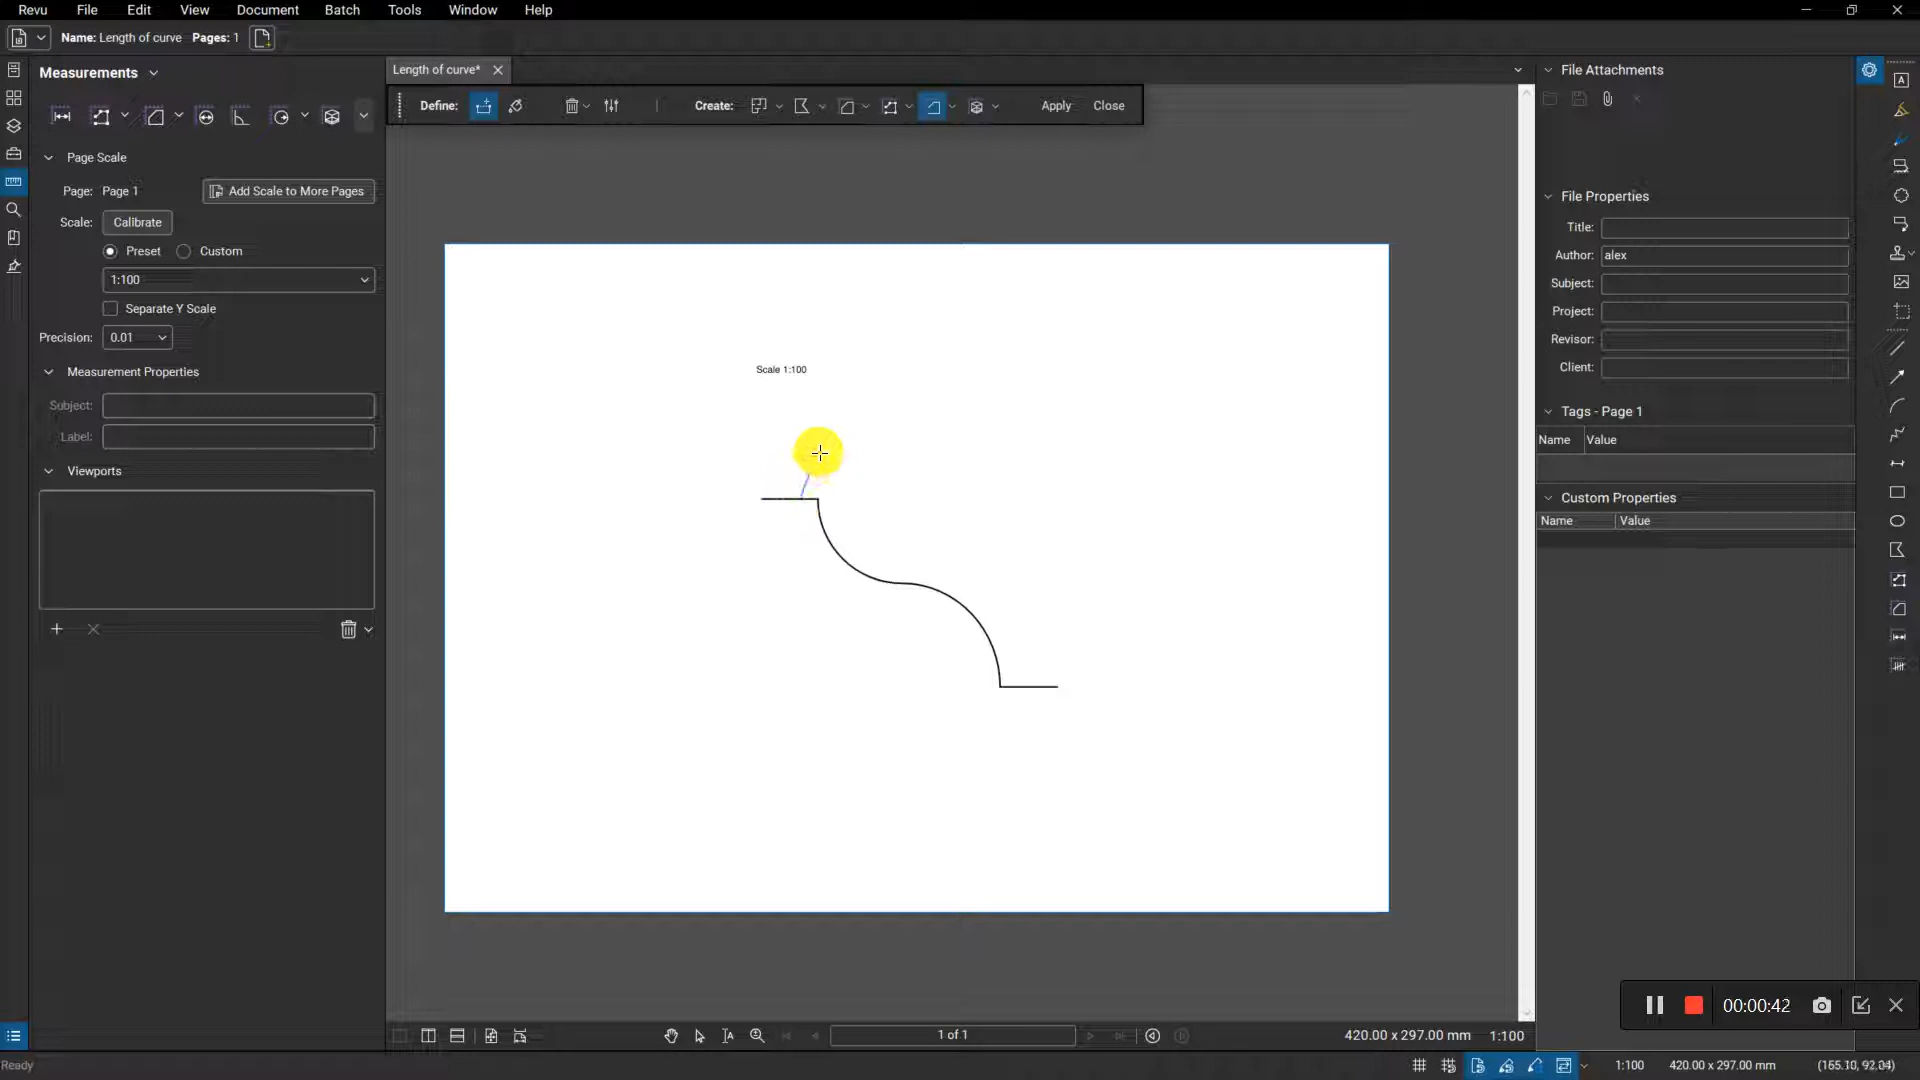 Revu File Edit View Document Batch Tools Window Help
Name: Length of curve Pages: 1
Measurements
Length of curve*
File Attachments
Define: Create: Apply Close
Page Scale
Page: Page 1 Add Scale to More Pages
Scale: Calibrate
Preset Custom
1:100
Separate Y Scale
Precision: 0.01
Measurement Properties
Subject:
Label:
Viewports
Scale 1:100
File Properties
Title:
Author: alex
Subject:
Project:
Revisor:
Client:
Tags - Page 1
Name Value
Custom Properties
Name Value
00:00:42
1 of 1
420.00 x 297.00 mm 1:100
Ready
1:100 420.00 x 297.00 mm (165.10, 92.04)